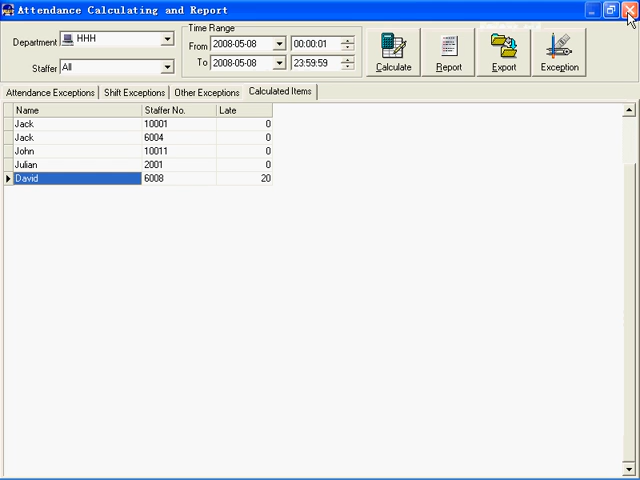 Attendance Calculating and Report
Department HHH
Staffer All
Time Range
From 2008-05-08 00:00:01
To 2008-05-08 23:59:59
Calculate Report Export Exception
Attendance Exceptions Shift Exceptions Other Exceptions Calculated Items
Name Staffer No. Late
Jack 10001 0
Jack 6004 0
John 10011 0
Julian 2001 0
David 6008 20